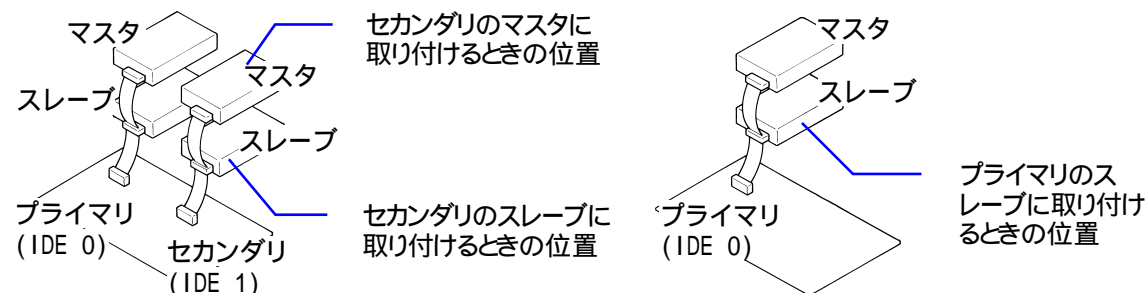 マスタ
スレーブ
マスタ
スレーブ
プライマリ
(IDE 0)
セカンダリ
(IDE 1)
セカンダリのマスタに
取り付けるときの位置
セカンダリのスレーブに
取り付けるときの位置
マスタ
スレーブ
プライマリ
(IDE 0)
プライマリのス
レーブに取り付け
るときの位置